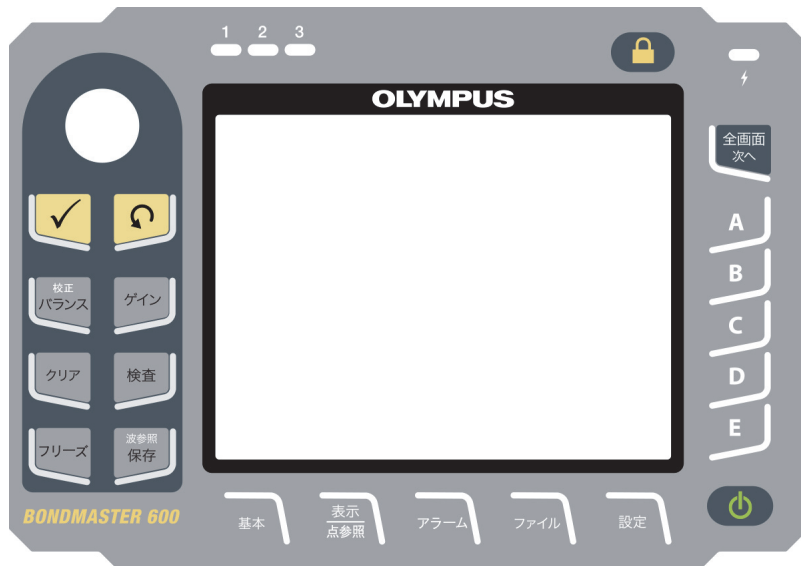 1 2 3
OLYMPUS
全画面
次へ
校正
バランス
ゲイン
クリア
検査
フリーズ
波参照
保存
A
B
C
D
E
BONDMASTER 600
基本
表示
点参照
アラーム
ファイル
設定